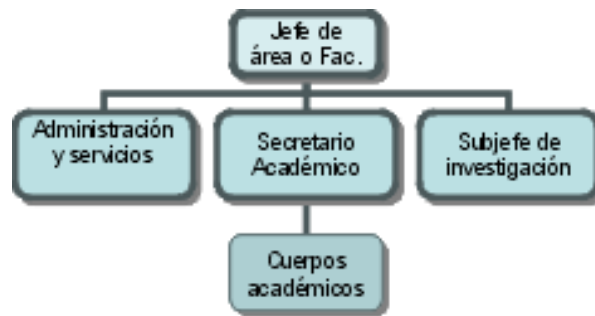 Jefe de
área o Fac.
Administración
y servicios
Secretario
Académico
Subjefe de
investigación
Cuerpos
académicos